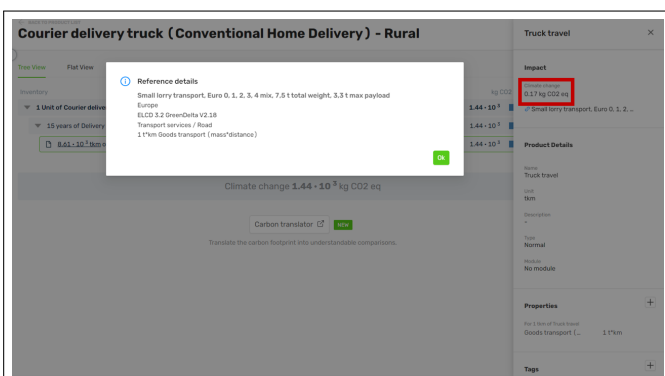 ← BACK TO PRODUCT LIST
Courier delivery truck (Conventional Home Delivery) - Rural
Tree View Flat View
Inventory
kg CO2
1 Unit of Courier delive
1.44 · 10³
15 years of Delivery
1.44 · 10³
8.61 · 10³ tkm o
1.44 · 10³
Reference details
Small lorry transport, Euro 0, 1, 2, 3, 4 mix, 7,5 t total weight, 3,3 t max payload
Europe
ELCD 3.2 GreenDelta V2.18
Transport services / Road
1 t*km Goods transport (mass*distance)
Ok
Climate change 1.44 · 10³ kg CO2 eq
Carbon translator NEW
Translate the carbon footprint into understandable comparisons.
Truck travel
Impact
Climate change
0.17 kg CO2 eq
Small lorry transport, Euro 0, 1, 2, ...
Product Details
Name
Truck travel
Unit
tkm
Description
-
Type
Normal
Module
No module
Properties
+
Per 1 tkm of Truck travel
Goods transport (... 1 t*km
Tags
+